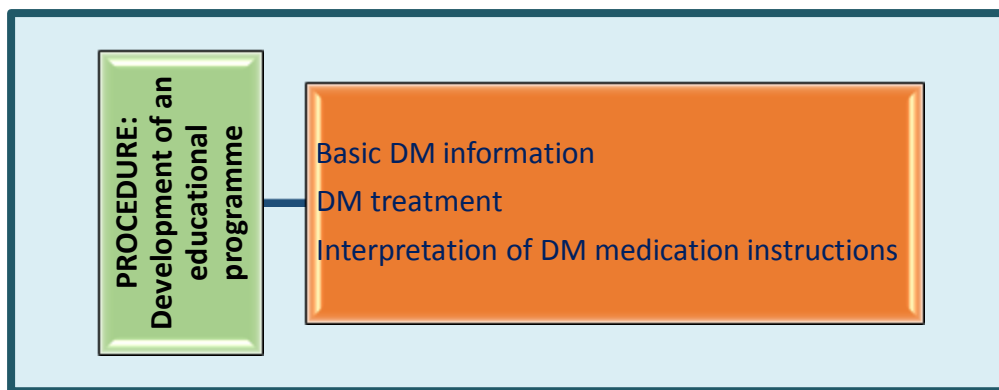 PROCEDURE:
Development of an
educational
programme
Basic DM information
DM treatment
Interpretation of DM medication instructions